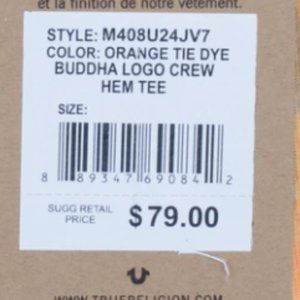 et la finition de notre vêtement.
STYLE: M408U24JV7
COLOR: ORANGE TIE DYE
BUDDHA LOGO CREW
HEM TEE
SIZE:
8 89347 69084 2
SUGG RETAIL
PRICE
$79.00
WWW.TRUERELIGION.COM